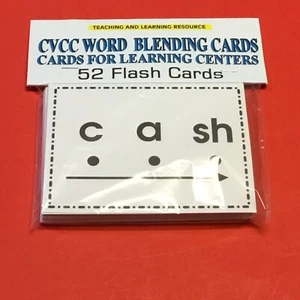 TEACHING AND LEARNING RESOURCE
CVCC WORD BLENDING CARDS
CARDS FOR LEARNING CENTERS
52 Flash Cards
c a sh